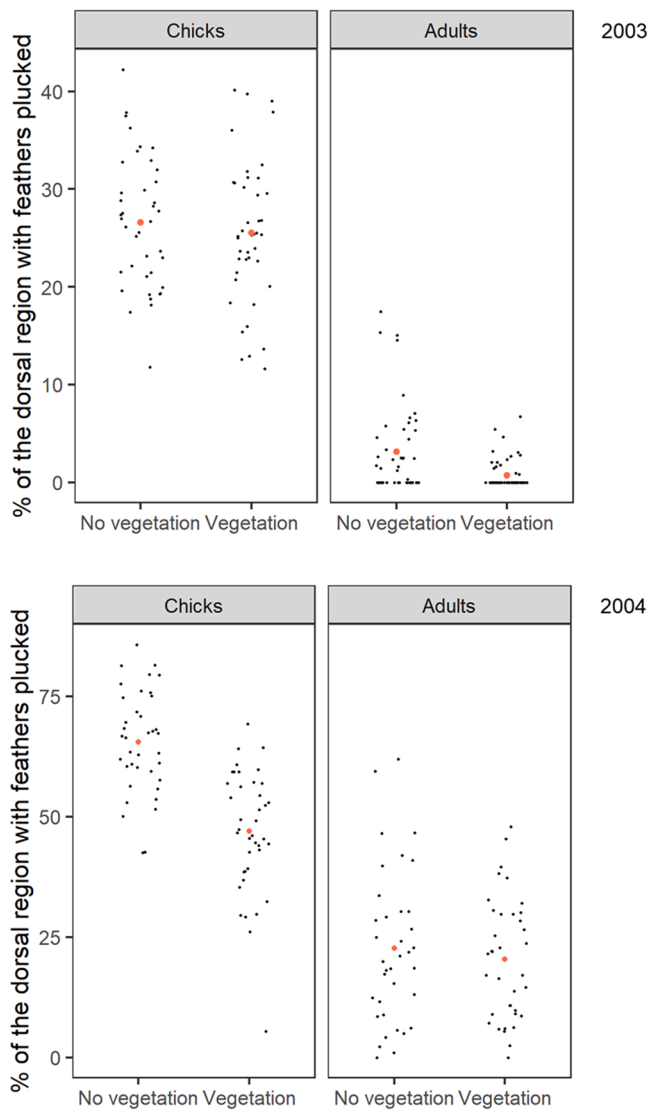 Chicks Adults 2003
% of the dorsal region with feathers plucked
40
30
20
10
0
No vegetation Vegetation No vegetation Vegetation
Chicks Adults 2004
% of the dorsal region with feathers plucked
75
50
25
0
No vegetation Vegetation No vegetation Vegetation